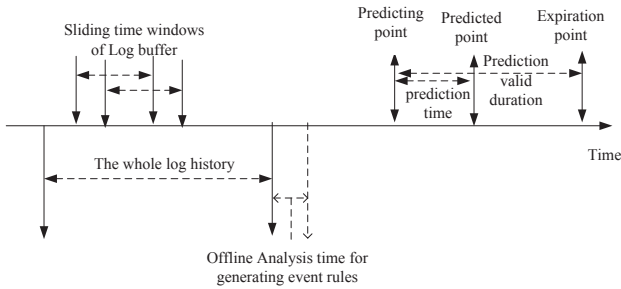 Sliding time windows
of Log buffer
Predicting
point
Predicted
point
Expiration
point
Prediction
valid
duration
prediction
time
Time
The whole log history
Offline Analysis time for
generating event rules